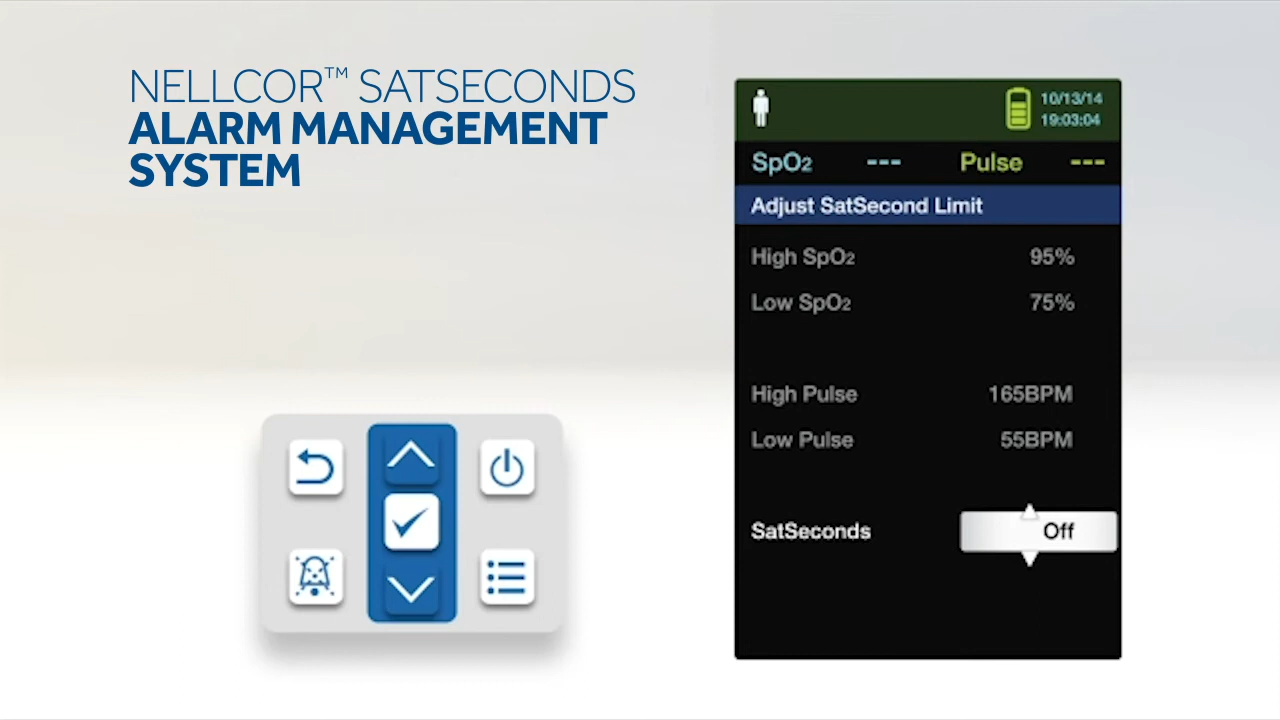 NELLCOR™ SATSECONDS
ALARM MANAGEMENT
SYSTEM
10/13/14
19:03:04
SpO2 --- Pulse ---
Adjust SatSecond Limit
High SpO2 95%
Low SpO2 75%
High Pulse 165BPM
Low Pulse 55BPM
SatSeconds Off